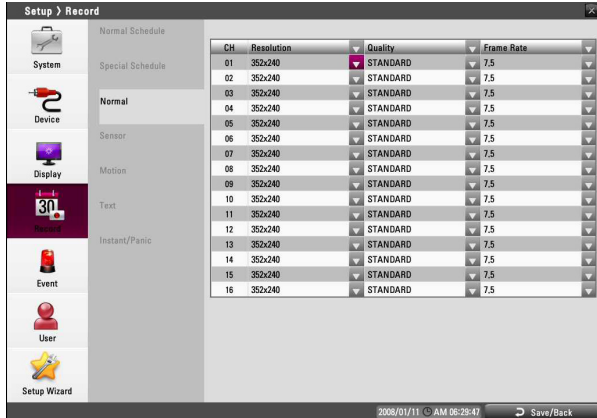 Setup > Record
System
Device
Display
30
Record
Event
User
Setup Wizard
Normal Schedule
Special Schedule
Normal
Sensor
Motion
Text
Instant/Panic
CH Resolution Quality Frame Rate
01 352x240 STANDARD 7,5
02 352x240 STANDARD 7,5
03 352x240 STANDARD 7,5
04 352x240 STANDARD 7,5
05 352x240 STANDARD 7,5
06 352x240 STANDARD 7,5
07 352x240 STANDARD 7,5
08 352x240 STANDARD 7,5
09 352x240 STANDARD 7,5
10 352x240 STANDARD 7,5
11 352x240 STANDARD 7,5
12 352x240 STANDARD 7,5
13 352x240 STANDARD 7,5
14 352x240 STANDARD 7,5
15 352x240 STANDARD 7,5
16 352x240 STANDARD 7,5
2008/01/11 AM 06:29:47 Save/Back